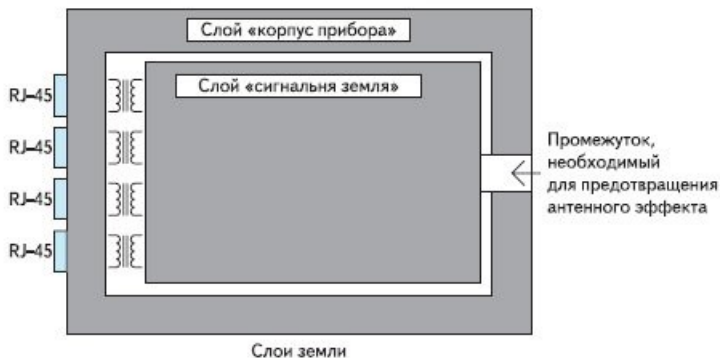 Слой «корпус прибора»
Слой «сигнальня земля»
RJ–45
RJ–45
RJ–45
RJ–45
Промежуток,
необходимый
для предотвращения
антенного эффекта
Слои земли